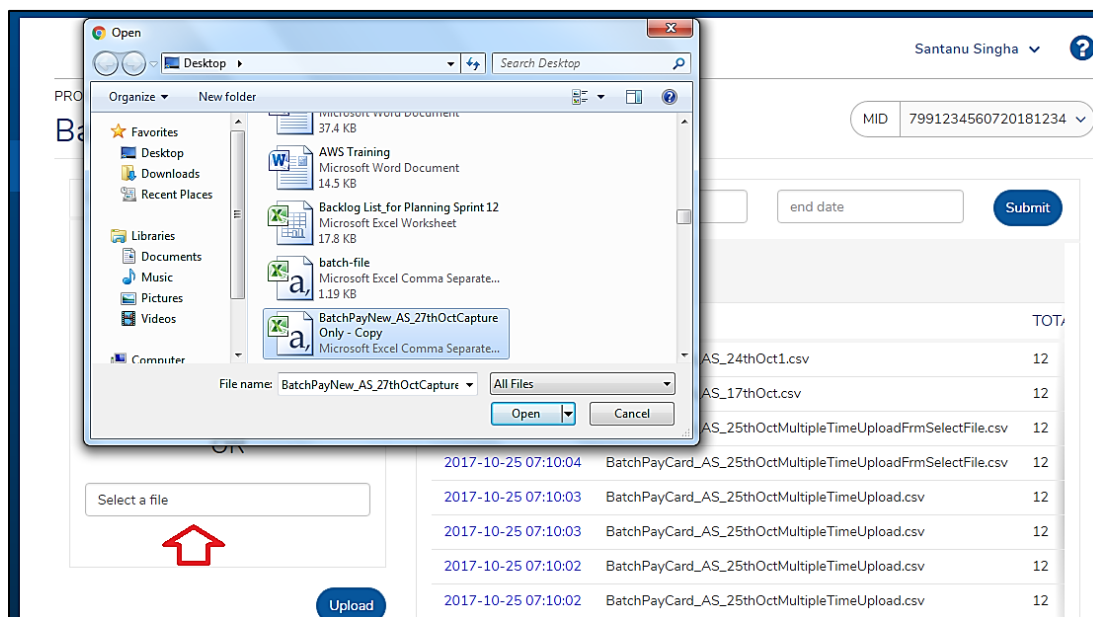 Open
Santanu Singha
?
Desktop
Search Desktop
Organize
New folder
PRO
Ba
MID 7991234560720181234
Favorites
Desktop
Downloads
Recent Places
Libraries
Documents
Music
Pictures
Videos
Computer
Microsoft Word Document
37.4 KB
AWS Training
Microsoft Word Document
14.5 KB
Backlog List_for Planning Sprint 12
Microsoft Excel Worksheet
17.8 KB
batch-file
Microsoft Excel Comma Separate...
1.19 KB
BatchPayNew_AS_27thOctCapture
Only - Copy
Microsoft Excel Comma Separate...
File name: BatchPayNew_AS_27thOctCapture
All Files
Open
Cancel
end date
Submit
TOTA
AS_24thOct1.csv 12
AS_17thOct.csv 12
AS_25thOctMultipleTimeUploadFrmSelectFile.csv 12
2017-10-25 07:10:04 BatchPayCard_AS_25thOctMultipleTimeUploadFrmSelectFile.csv 12
2017-10-25 07:10:03 BatchPayCard_AS_25thOctMultipleTimeUpload.csv 12
2017-10-25 07:10:03 BatchPayCard_AS_25thOctMultipleTimeUpload.csv 12
2017-10-25 07:10:02 BatchPayCard_AS_25thOctMultipleTimeUpload.csv 12
2017-10-25 07:10:02 BatchPayCard_AS_25thOctMultipleTimeUpload.csv 12
OR
Select a file
Upload